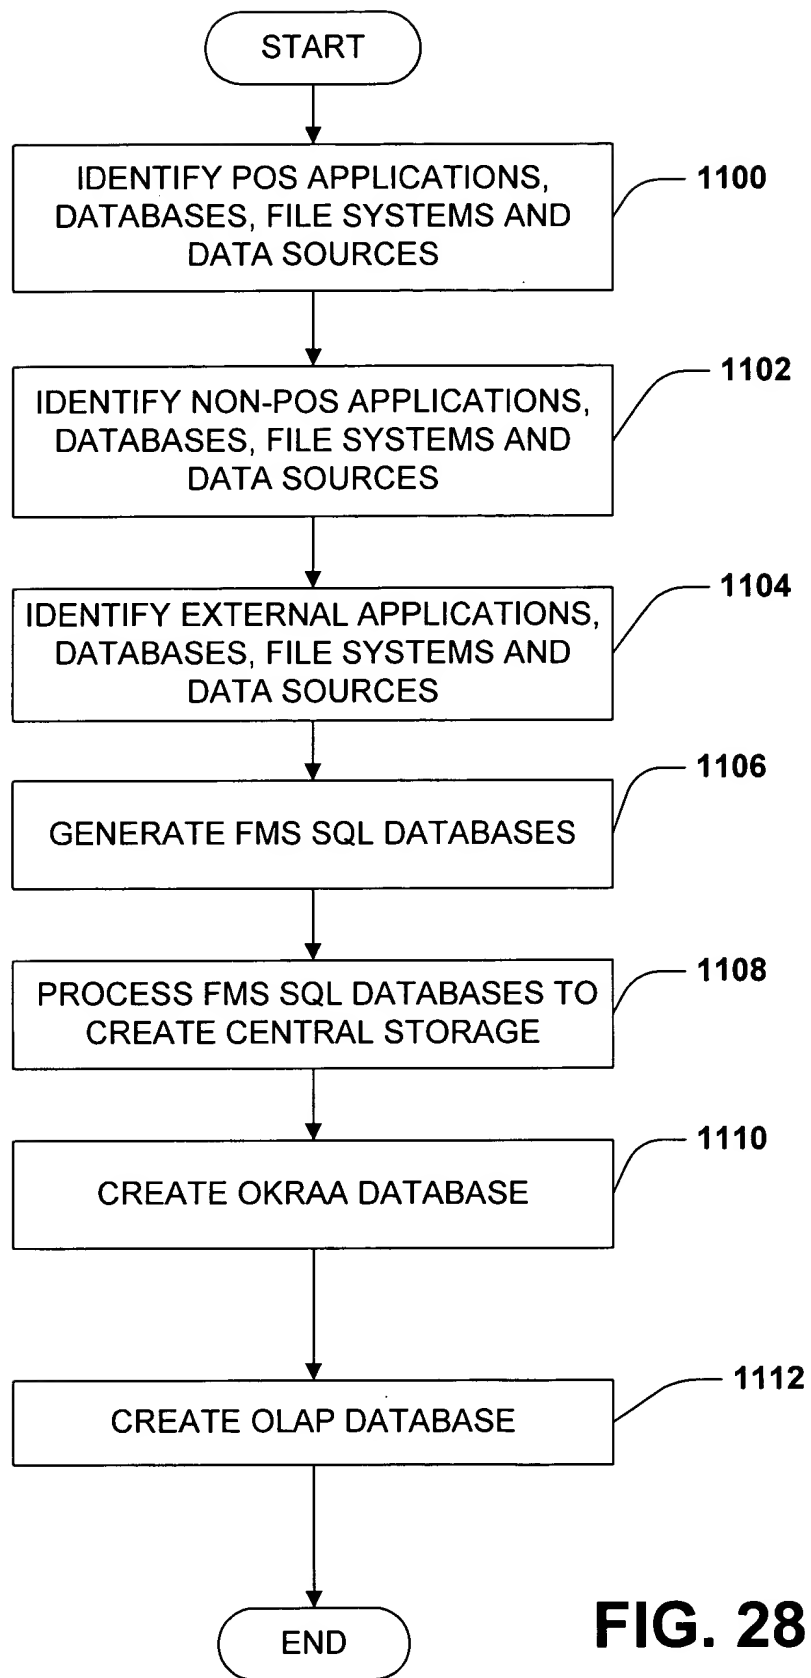 START
IDENTIFY POS APPLICATIONS,
DATABASES, FILE SYSTEMS AND
DATA SOURCES
1100
IDENTIFY NON-POS APPLICATIONS,
DATABASES, FILE SYSTEMS AND
DATA SOURCES
1102
IDENTIFY EXTERNAL APPLICATIONS,
DATABASES, FILE SYSTEMS AND
DATA SOURCES
1104
GENERATE FMS SQL DATABASES
1106
PROCESS FMS SQL DATABASES TO
CREATE CENTRAL STORAGE
1108
CREATE OKRAA DATABASE
1110
CREATE OLAP DATABASE
1112
END
FIG. 28